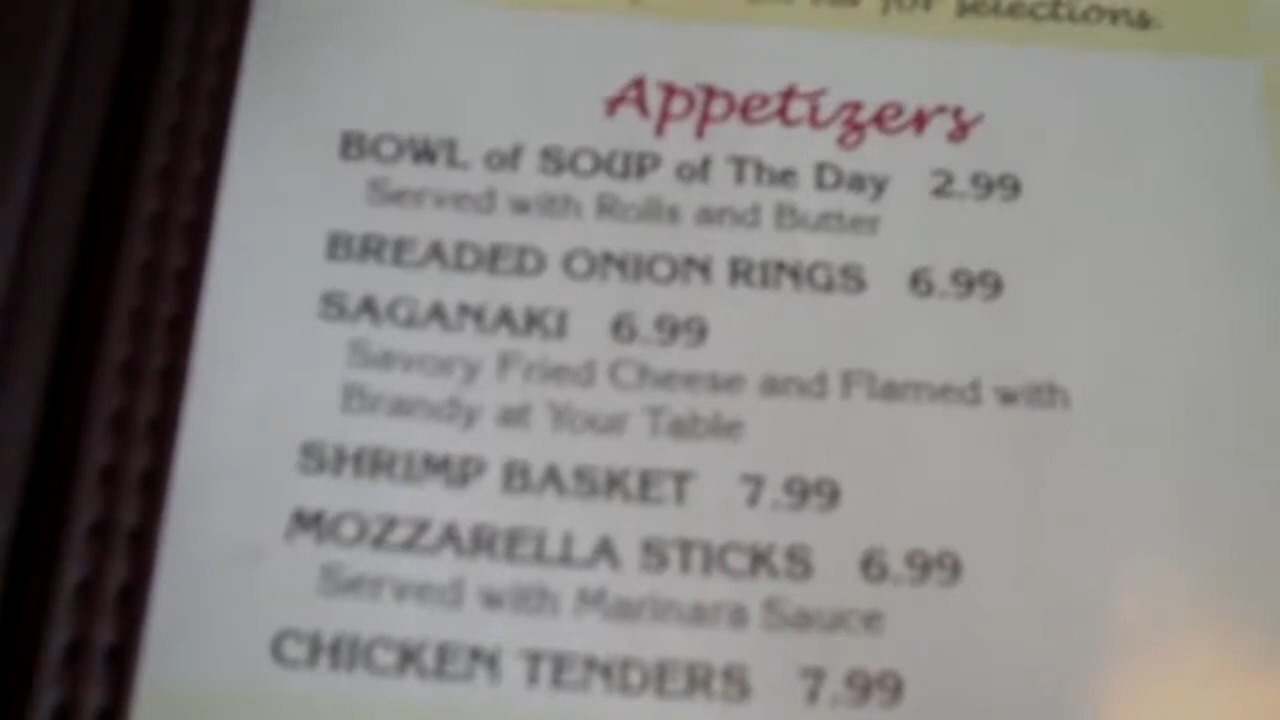 for selections.
Appetizers
BOWL of SOUP of The Day 2.99
Served with Rolls and Butter
BREADED ONION RINGS 6.99
SAGANAKI 6.99
Savory Fried Cheese and Flamed with
Brandy at Your Table
SHRIMP BASKET 7.99
MOZZARELLA STICKS 6.99
Served with Marinara Sauce
CHICKEN TENDERS 7.99